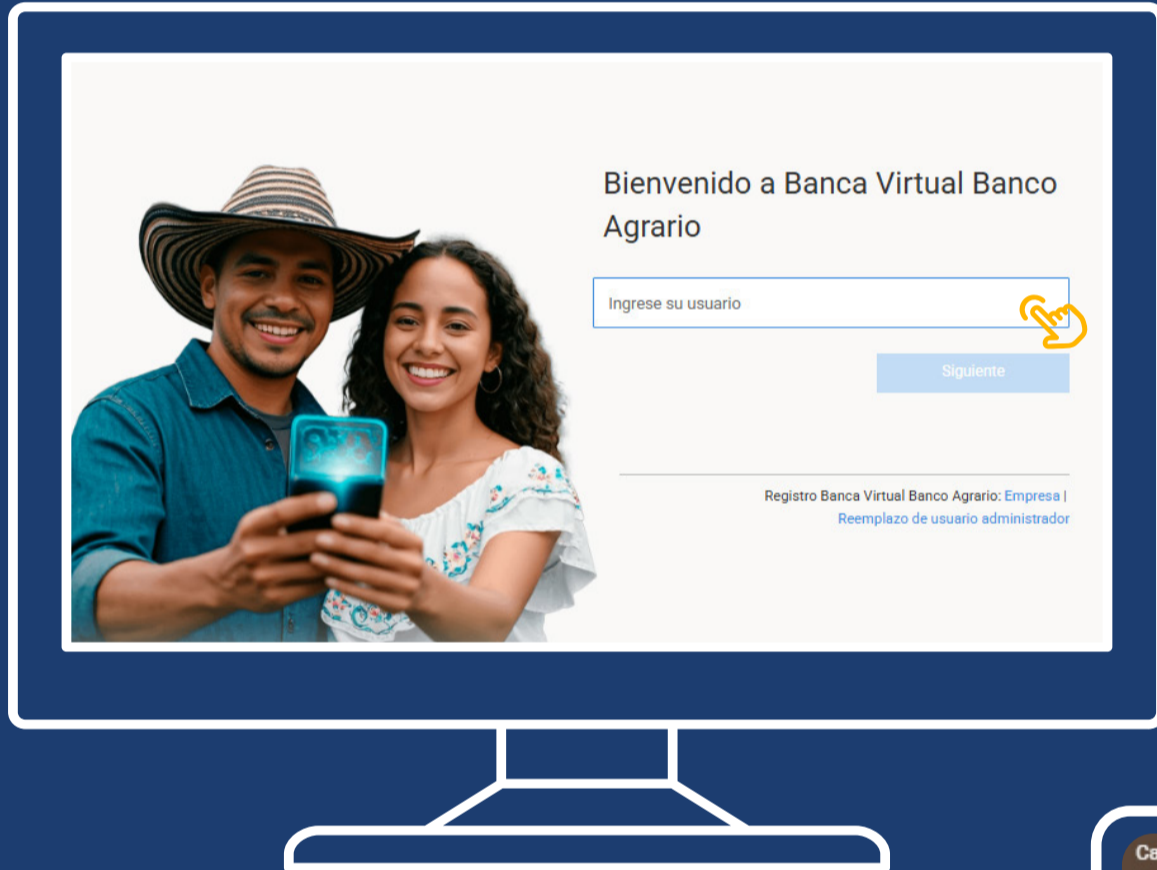 Bienvenido a Banca Virtual Banco
Agrario
Ingrese su usuario
Siguiente
Registro Banca Virtual Banco Agrario: Empresa |
Reemplazo de usuario administrador